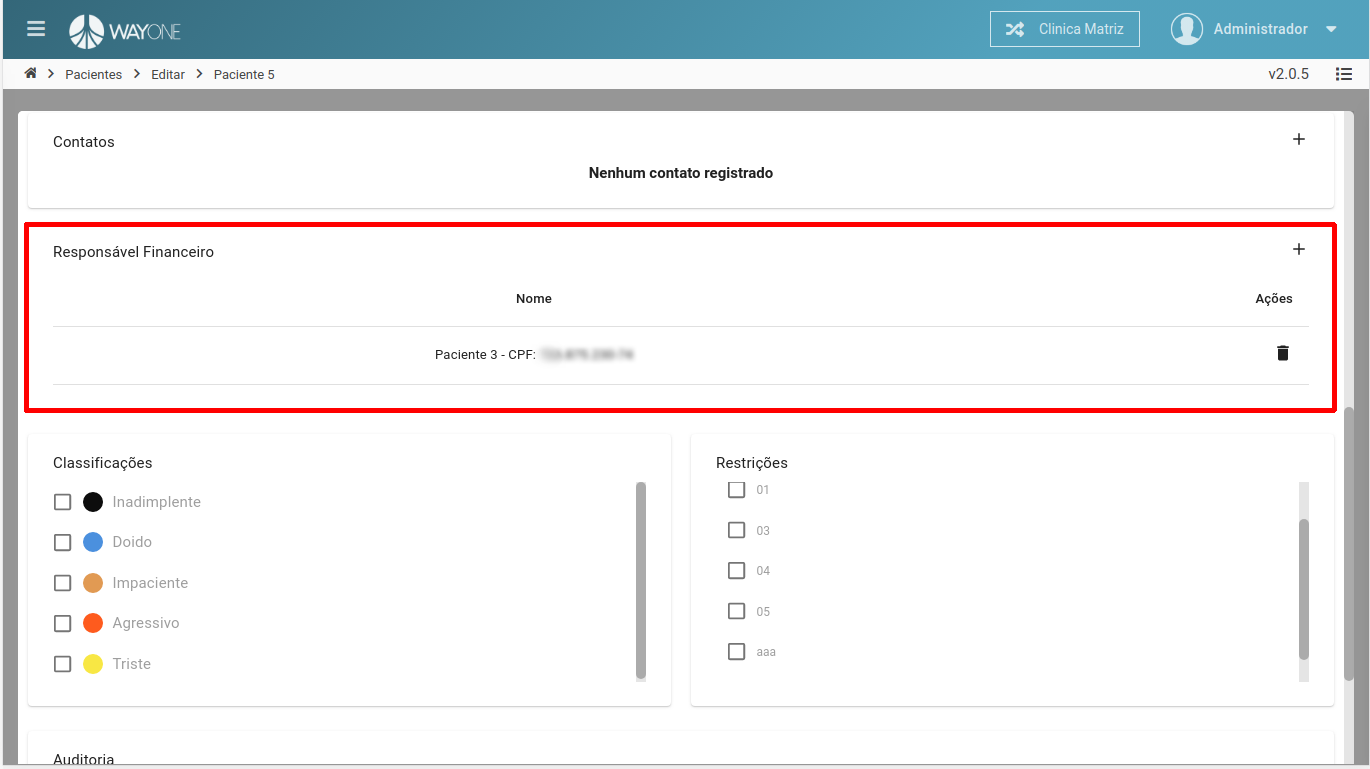 WAYONE
Clinica Matriz
Administrador
Pacientes
Editar
Paciente 5
v2.0.5
Contatos
Nenhum contato registrado
Responsável Financeiro
Nome
Ações
Paciente 3 - CPF:
Classificações
Inadimplente
Doido
Impaciente
Agressivo
Triste
Restrições
01
03
04
05
aaa
Auditoria